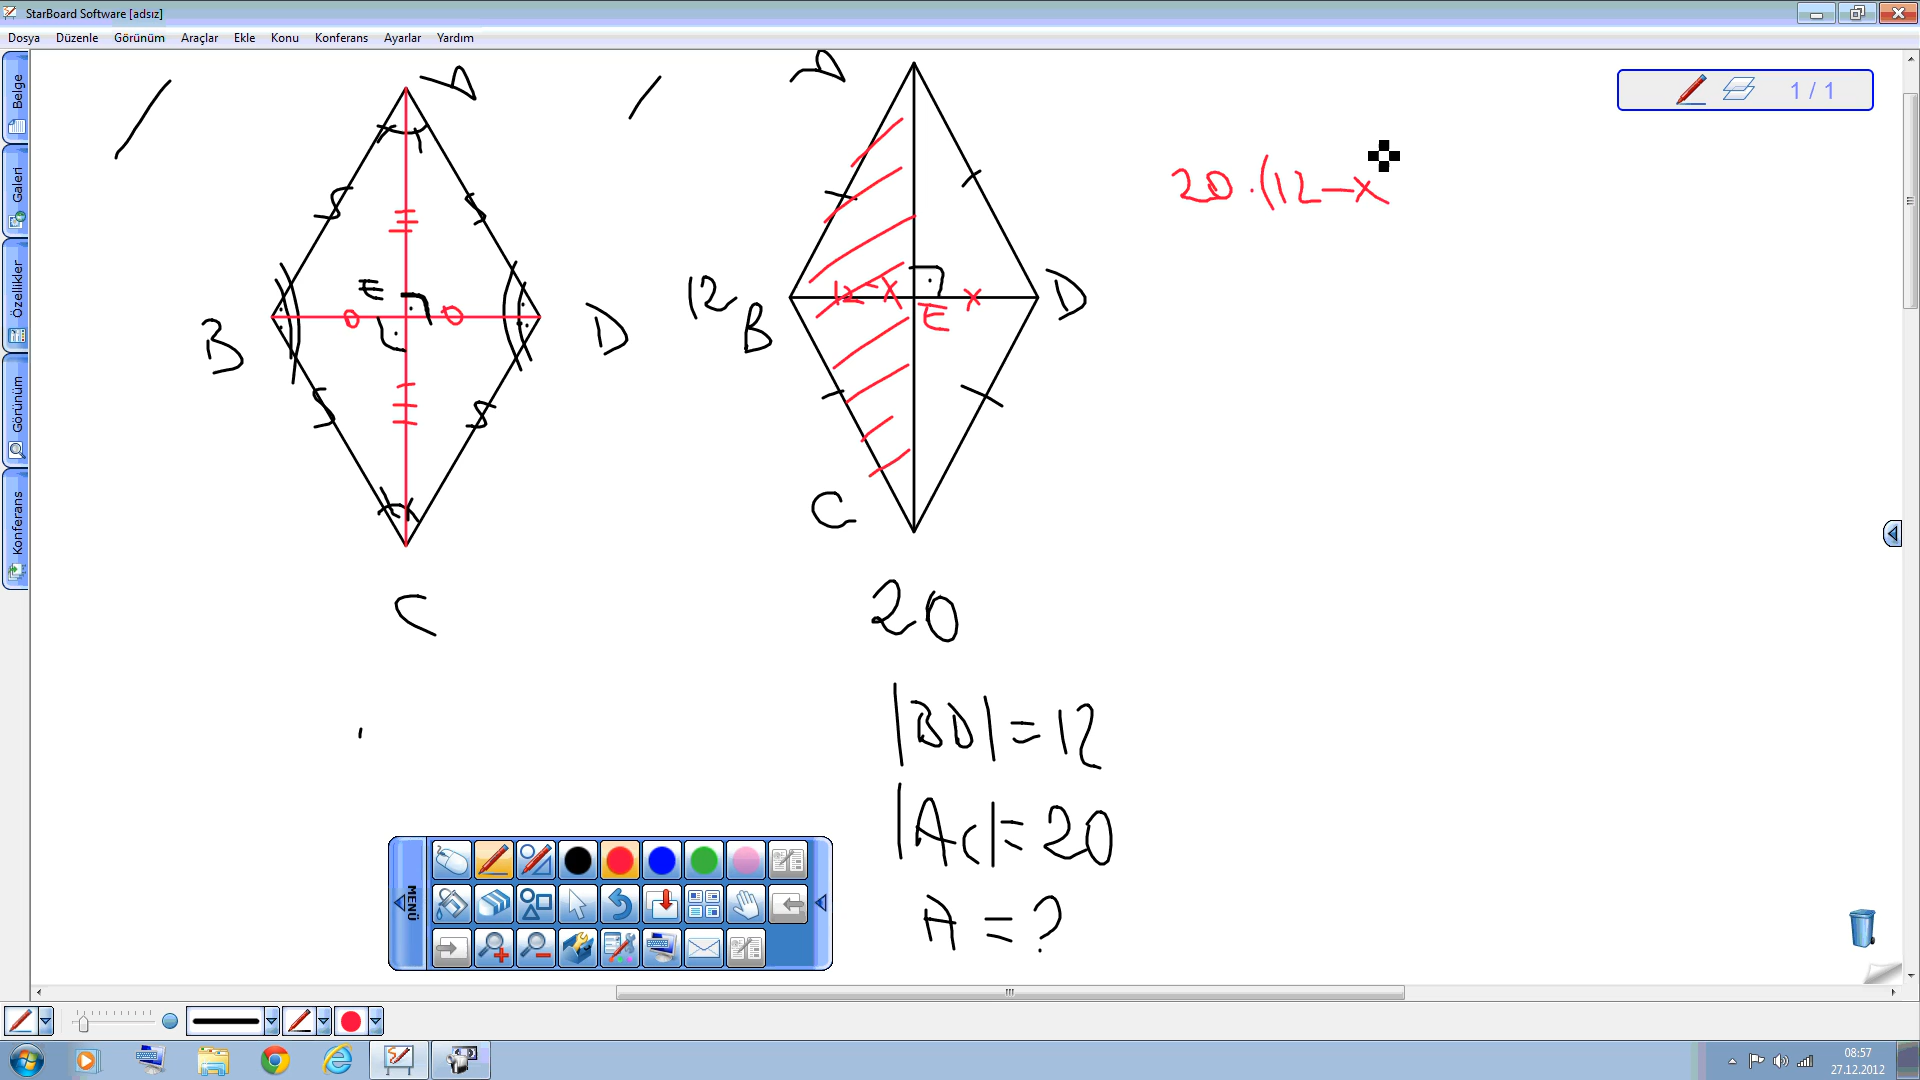 StarBoard Software [adsız]
Dosya Düzenle Görünüm Araçlar Ekle Konu Konferans Ayarlar Yardım
Belge
Galeri
Özellikler
Görünüm
Konferans
1 / 1
A
B
E
D
C
A
12
B
12-x
E
x
D
C
20
20.(12-x
|BD|=12
|AC|=20
A=?
MENÜ
08:57
27.12.2012